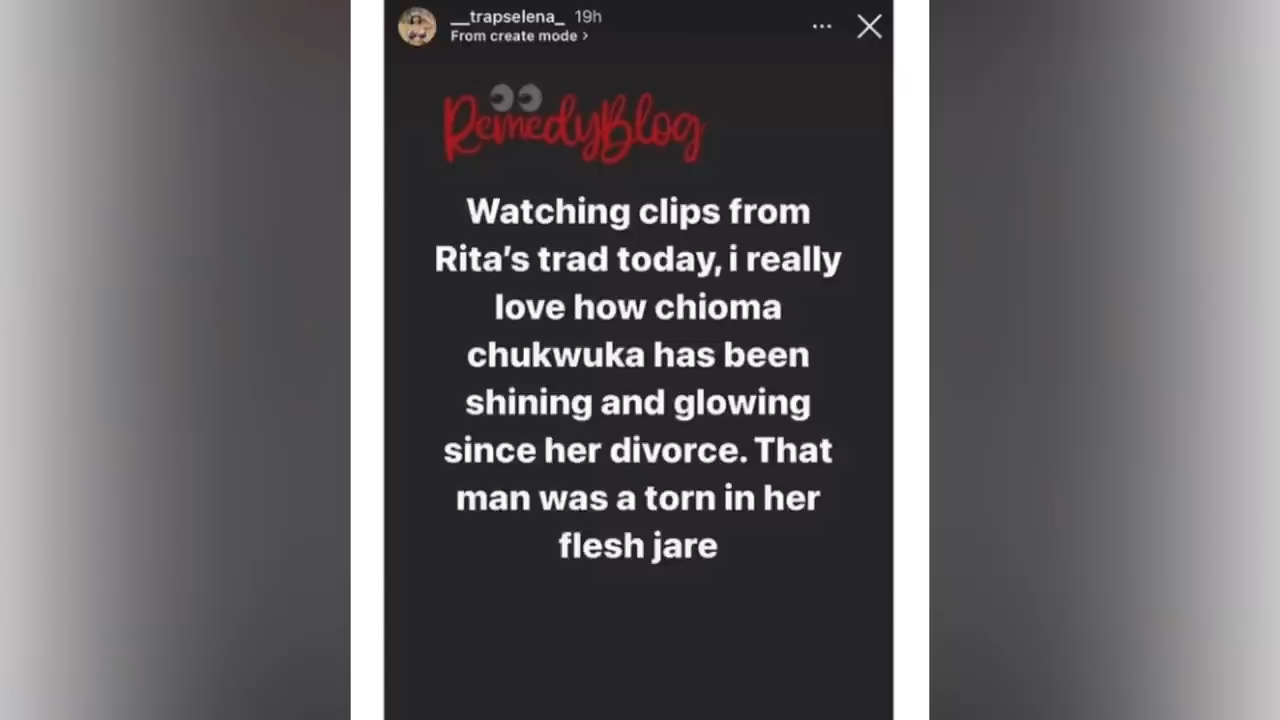 __trapselena_ 19h
From create mode >
RemedyBlog
Watching clips from
Rita's trad today, i really
love how chioma
chukwuka has been
shining and glowing
since her divorce. That
man was a torn in her
flesh jare